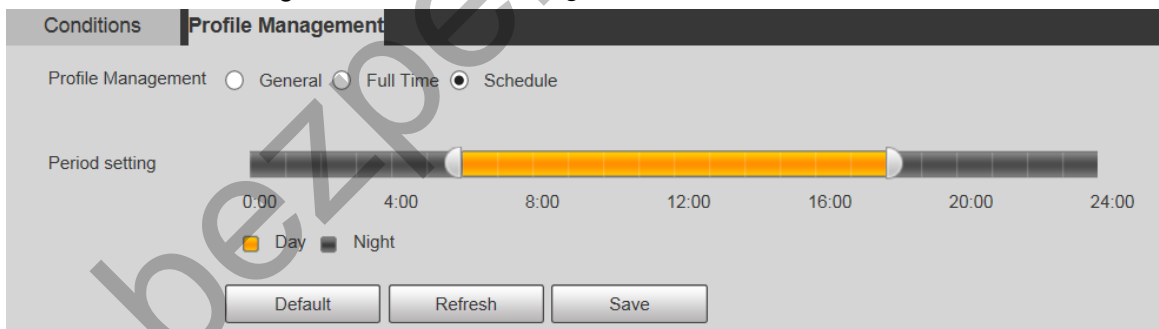 Conditions Profile Management
Profile Management General Full Time Schedule
Period setting
0:00 4:00 8:00 12:00 16:00 20:00 24:00
Day Night
Default Refresh Save